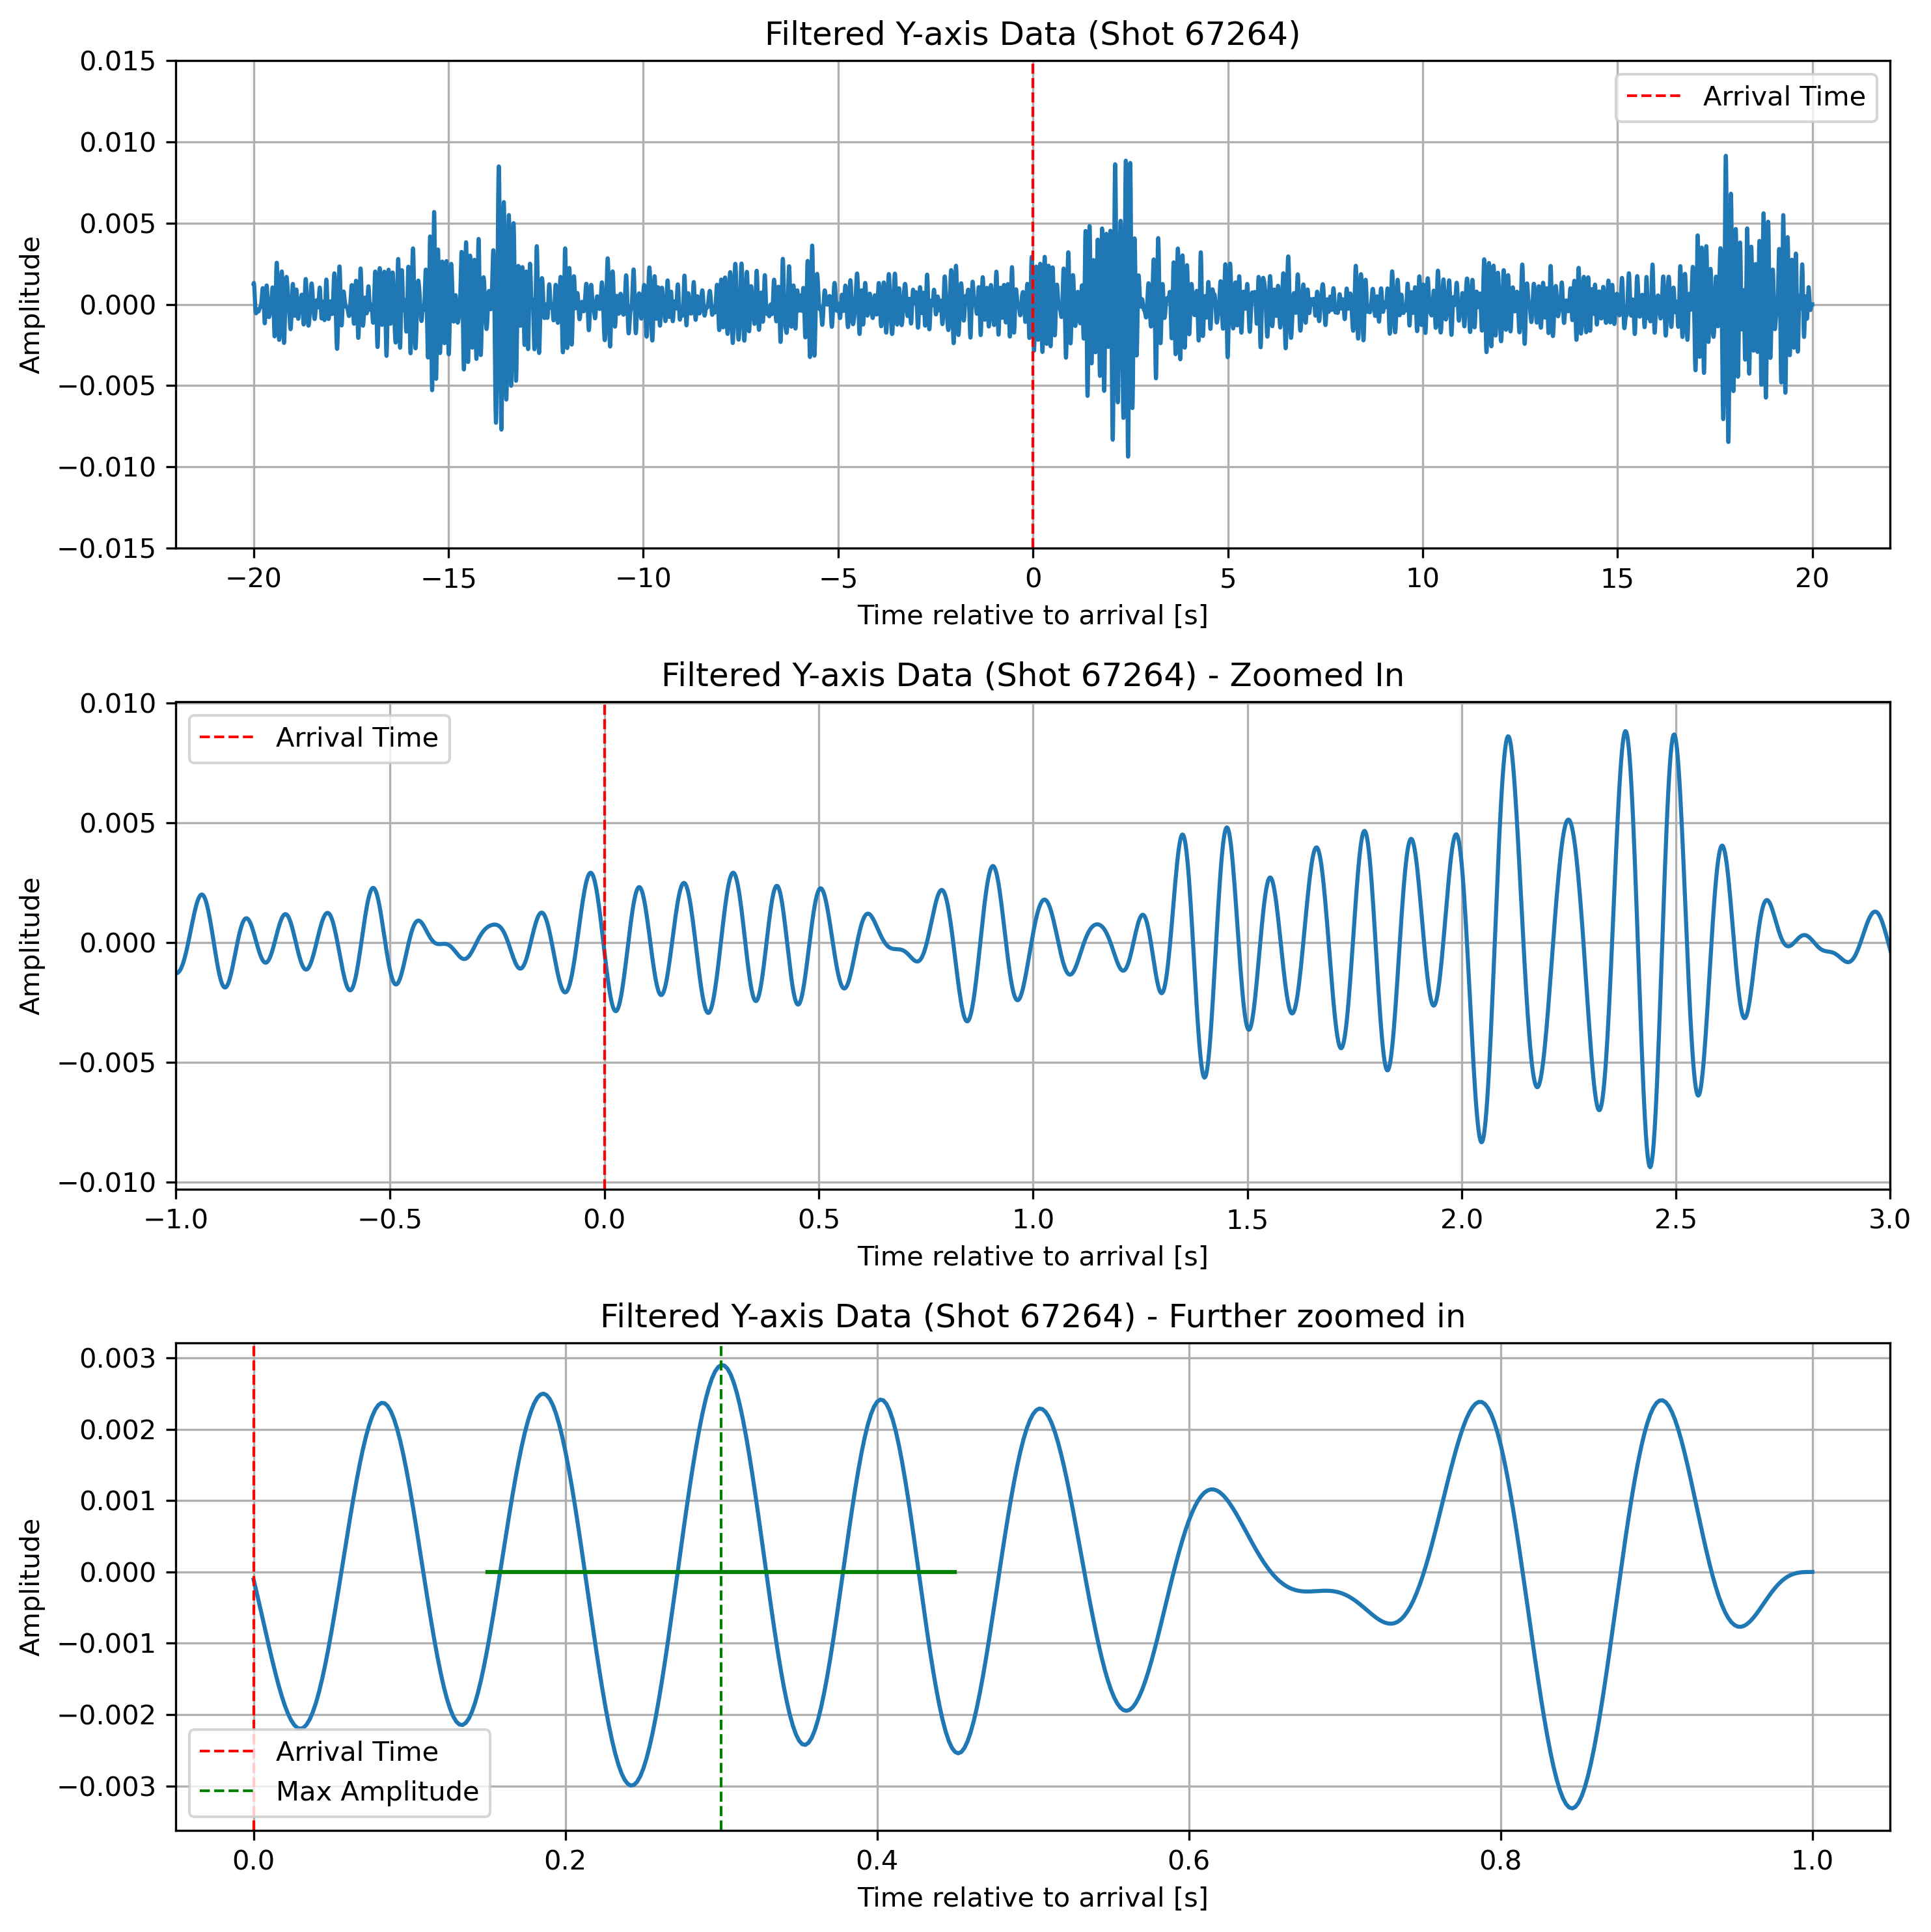 Filtered Y-axis Data (Shot 67264)
0.015
0.010
0.005
0.000
−0.005
−0.010
−0.015
Amplitude
Arrival Time
−20 −15 −10 −5 0 5 10 15 20
Time relative to arrival [s]
Filtered Y-axis Data (Shot 67264) - Zoomed In
0.010
0.005
0.000
−0.005
−0.010
Amplitude
Arrival Time
−1.0 −0.5 0.0 0.5 1.0 1.5 2.0 2.5 3.0
Time relative to arrival [s]
Filtered Y-axis Data (Shot 67264) - Further zoomed in
0.003
0.002
0.001
0.000
−0.001
−0.002
−0.003
Amplitude
Arrival Time
Max Amplitude
0.0 0.2 0.4 0.6 0.8 1.0
Time relative to arrival [s]